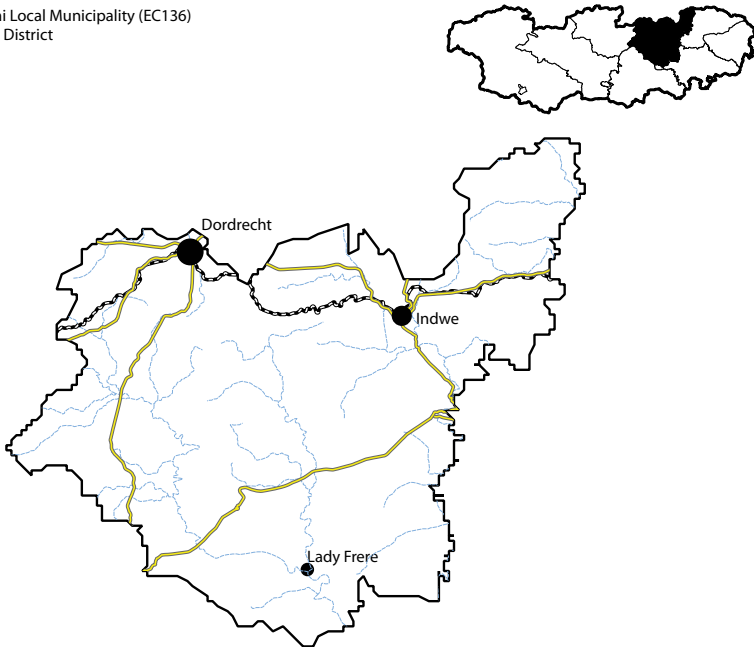 Local Municipality (EC136)
District
Dordrecht
Indwe
Lady Frere